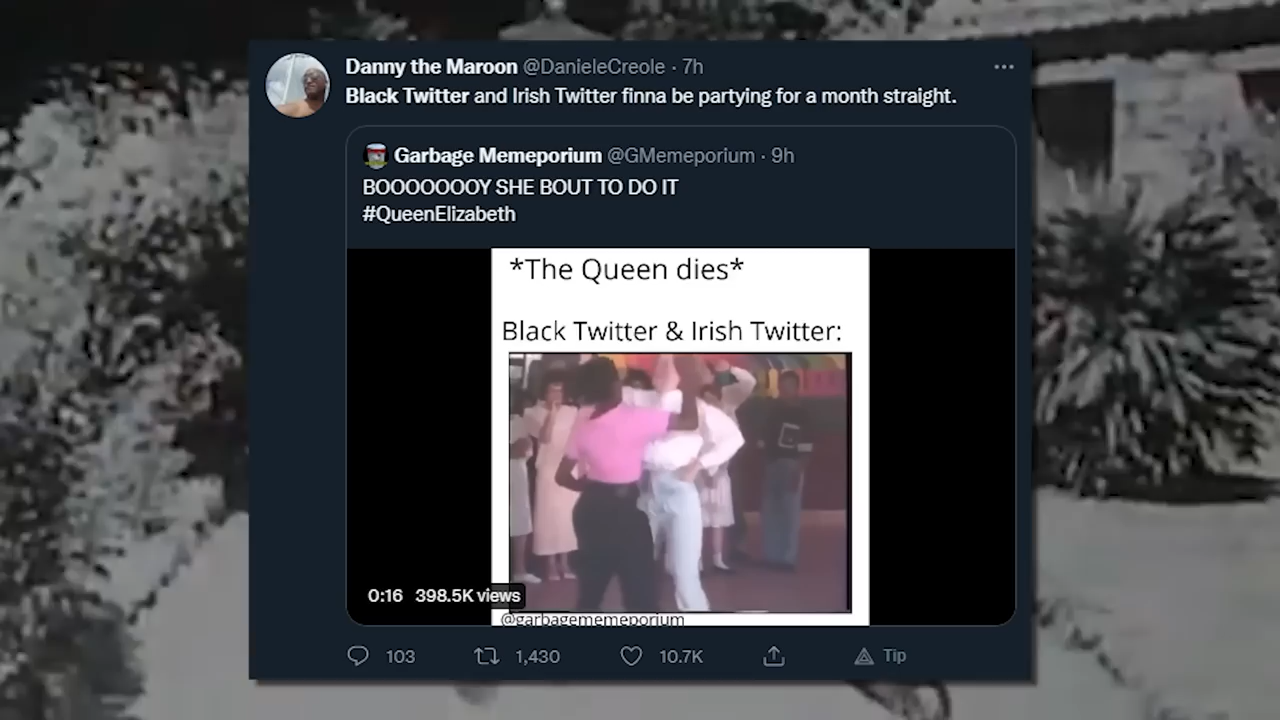 Danny the Maroon @DanieleCreole · 7h
Black Twitter and Irish Twitter finna be partying for a month straight.
Garbage Memeporium @GMemeporium · 9h
BOOOOOOOY SHE BOUT TO DO IT
#QueenElizabeth
*The Queen dies*
Black Twitter & Irish Twitter:
0:16 398.5K views
@garbagememeporium
103 1,430 10.7K Tip